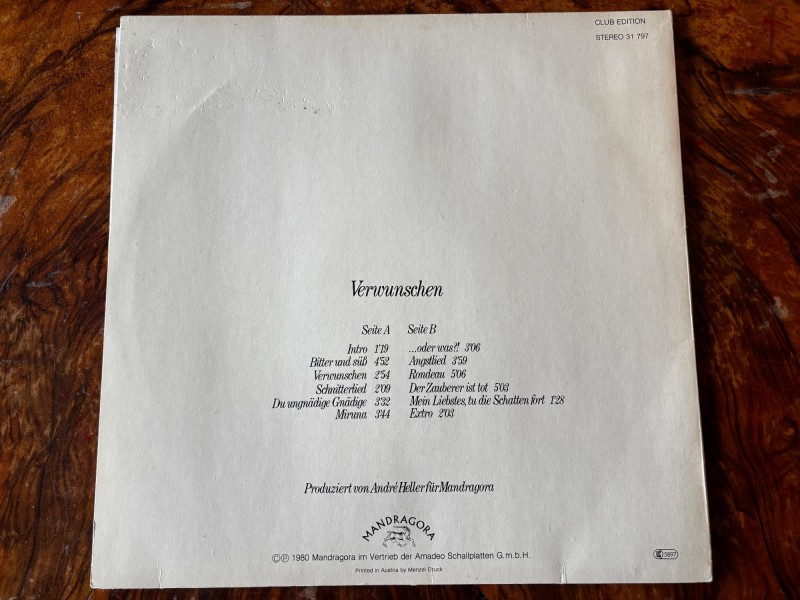 CLUB EDITION
STEREO 31 797
Verwunschen
Seite A
Intro 1'19
Bitter und süß 4'52
Verwunschen 2'54
Schnitterlied 2'09
Du ungnädige Gnädige 3'32
Miruna 3'44
Seite B
...oder was?! 3'06
Angstlied 3'59
Rondeau 5'06
Der Zauberer ist tot 5'03
Mein Liebstes, tu die Schatten fort 1'28
Extro 2'03
Produziert von André Heller für Mandragora
MANDRAGORA
©℗ 1980 Mandragora im Vertrieb der Amadeo Schallplatten G.m.b.H.
Printed in Austria by Menzel Druck
5897